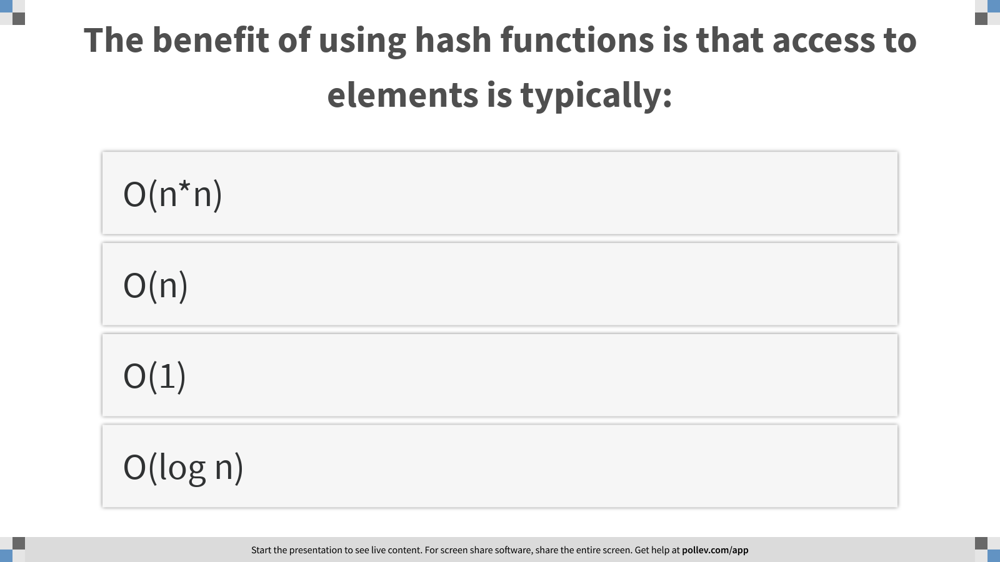 The benefit of using hash functions is that access to
elements is typically:
O(n*n)
O(n)
O(1)
O(log n)
Start the presentation to see live content. For screen share software, share the entire screen. Get help at pollev.com/app